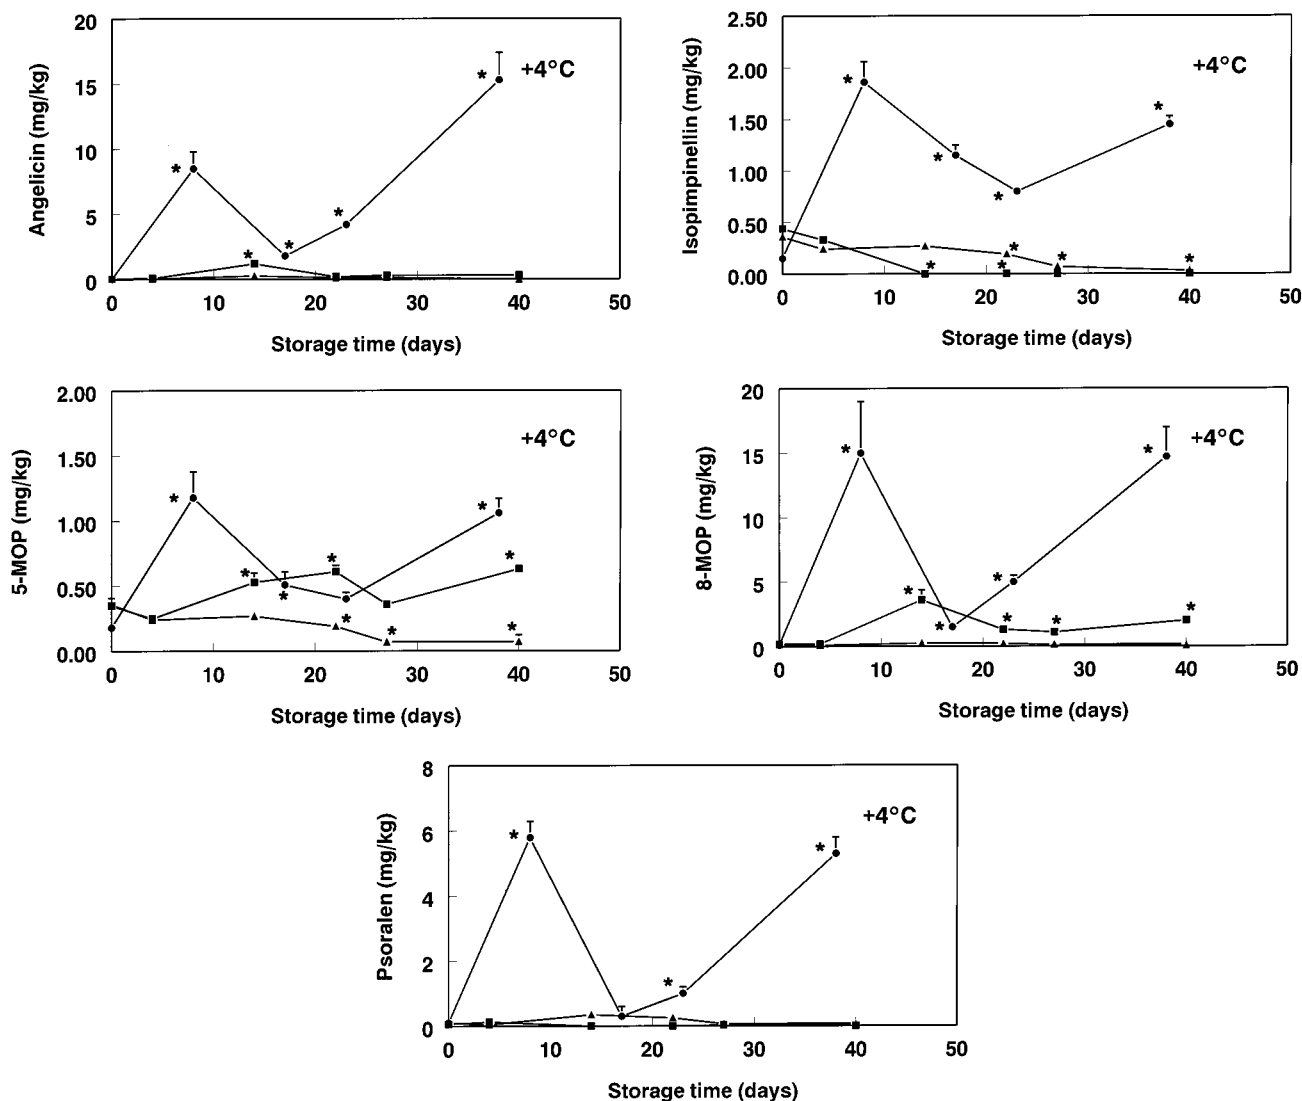 20
15
10
5
0
Angelicin (mg/kg)
+4°C
* * * * *
0 10 20 30 40 50
Storage time (days)
2.50
2.00
1.50
1.00
0.50
0.00
Isopimpinellin (mg/kg)
+4°C
* * * * * * * * *
0 10 20 30 40 50
Storage time (days)
2.00
1.50
1.00
0.50
0.00
5-MOP (mg/kg)
+4°C
* * * * * * * * *
0 10 20 30 40 50
Storage time (days)
20
15
10
5
0
8-MOP (mg/kg)
+4°C
* * * * * * * *
0 10 20 30 40 50
Storage time (days)
8
6
4
2
0
Psoralen (mg/kg)
+4°C
* * *
0 10 20 30 40 50
Storage time (days)